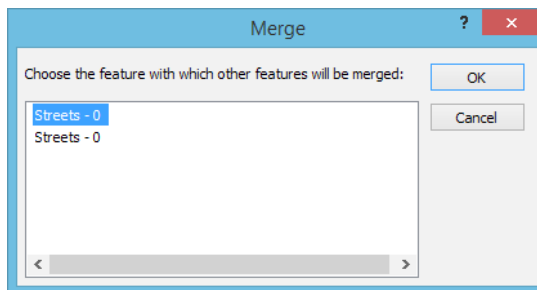 Merge
?
×
Choose the feature with which other features will be merged:
OK
Streets - 0
Cancel
Streets - 0